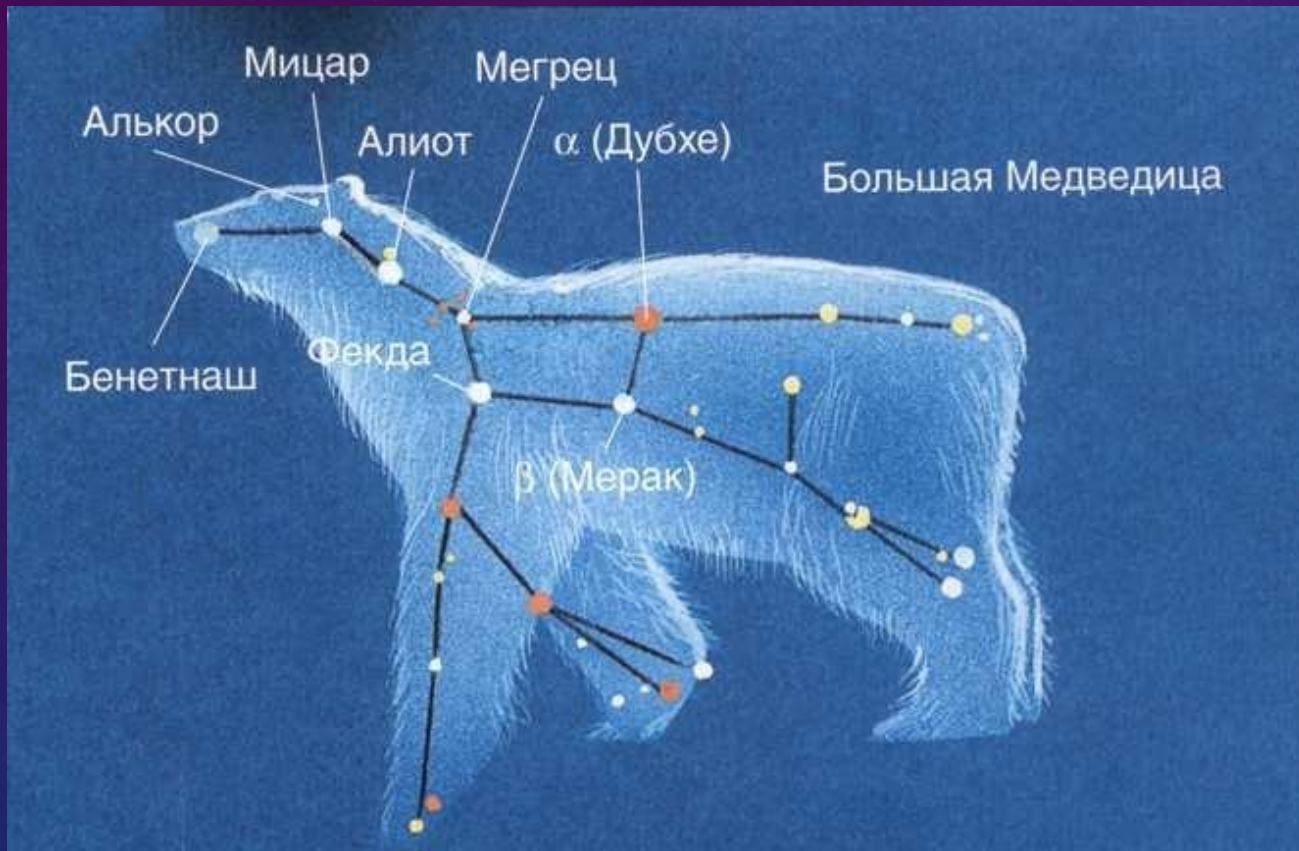 Мицар
Мегрец
Алькор
Алиот
α (Дубхе)
Большая Медведица
Фекда
Бенетнаш
β (Мерак)